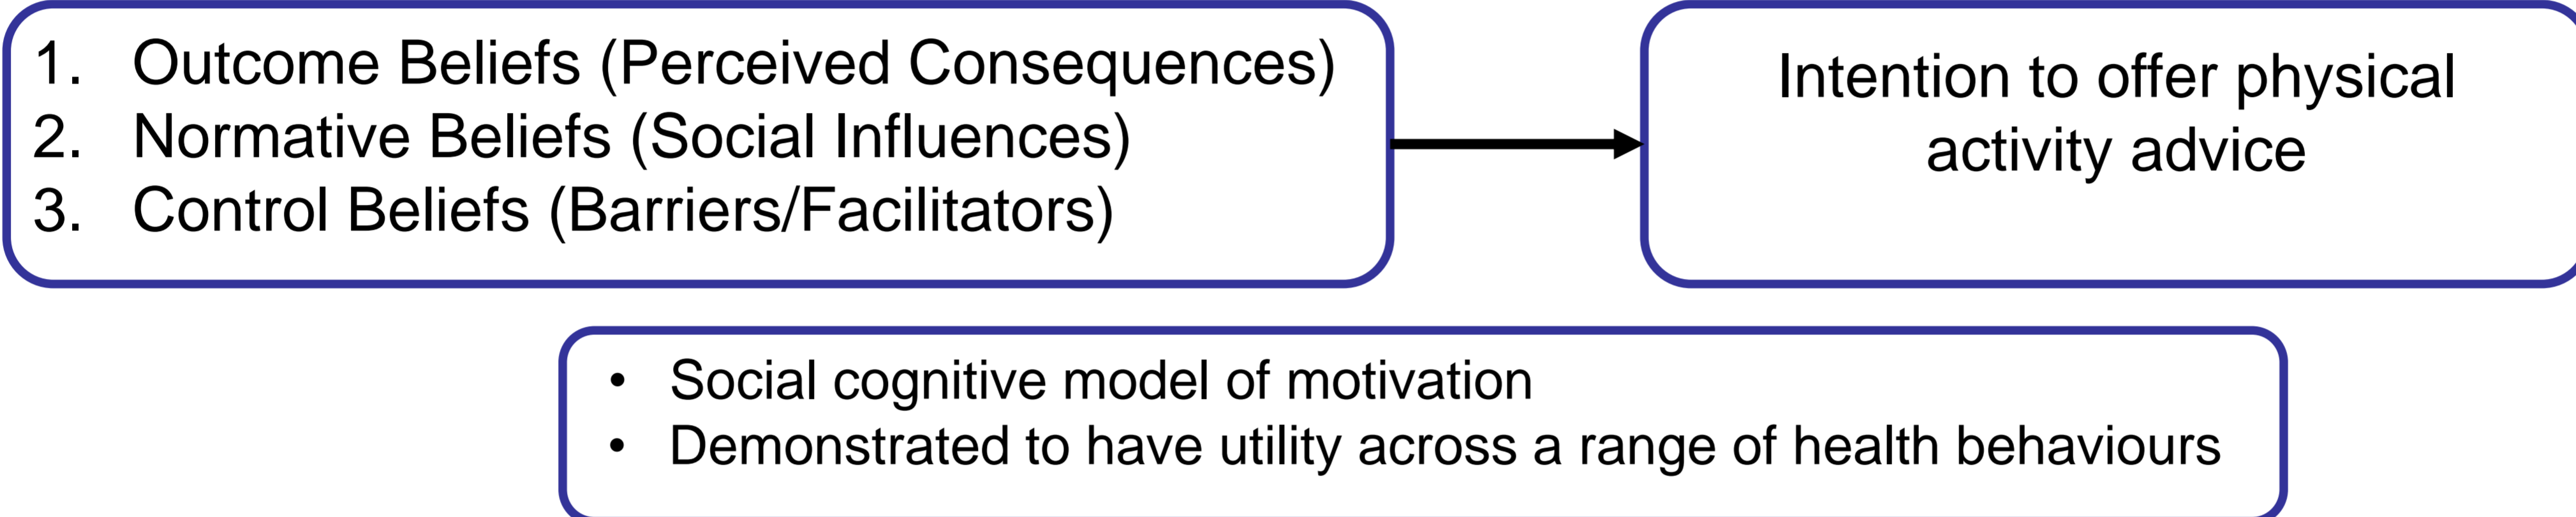 1. Outcome Beliefs (Perceived Consequences)
2. Normative Beliefs (Social Influences)
3. Control Beliefs (Barriers/Facilitators)
Intention to offer physical
activity advice
• Social cognitive model of motivation
• Demonstrated to have utility across a range of health behaviours